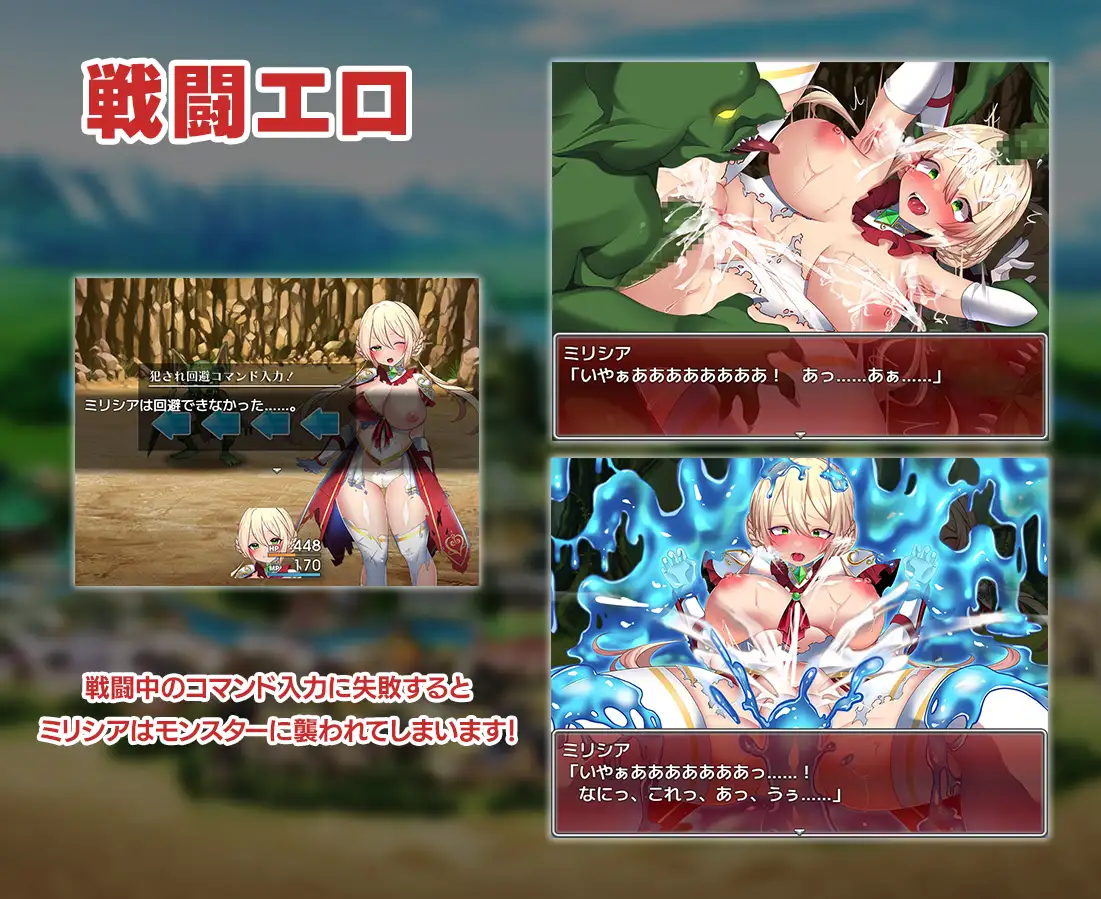 戦闘エロ
犯され回避コマンド入力！
ミリシアは回避できなかった……。
HP 448
MP 170
戦闘中のコマンド入力に失敗すると
ミリシアはモンスターに襲われてしまいます！
ミリシア
「いやぁあああああああ！　あっ……あぁ……」
ミリシア
「いやぁああああああぁっ……！
なにっ、これっ、あっ、うぅ……」